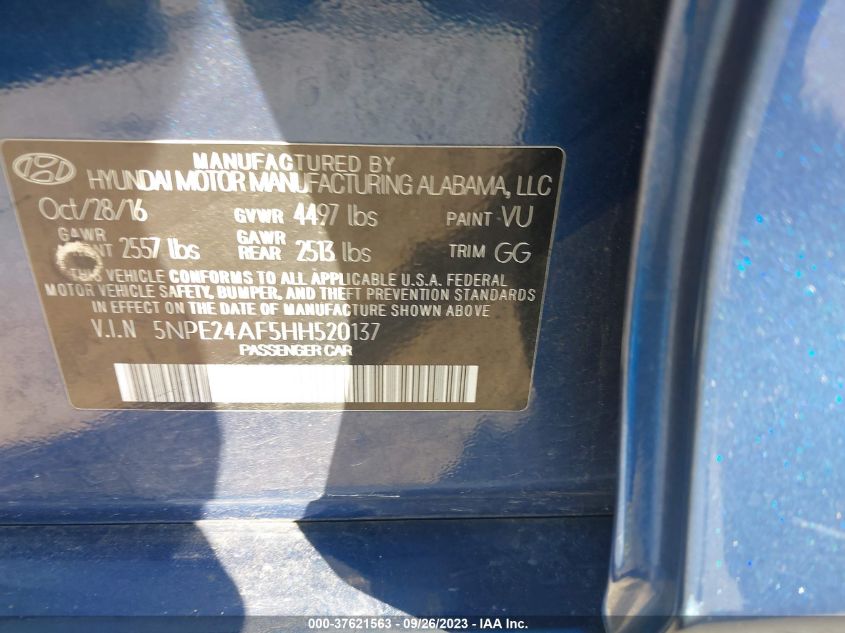 MANUFACTURED BY
HYUNDAI MOTOR MANUFACTURING ALABAMA, LLC
Oct/28/16 GVWR 4497 lbs PAINT VU
GAWR FRONT 2557 lbs GAWR REAR 2513 lbs TRIM GG
THIS VEHICLE CONFORMS TO ALL APPLICABLE U.S.A. FEDERAL
MOTOR VEHICLE SAFETY, BUMPER, AND THEFT PREVENTION STANDARDS
IN EFFECT ON THE DATE OF MANUFACTURE SHOWN ABOVE
V.I.N 5NPE24AF5HH520137
PASSENGER CAR
000-37621563 - 09/26/2023 - IAA Inc.